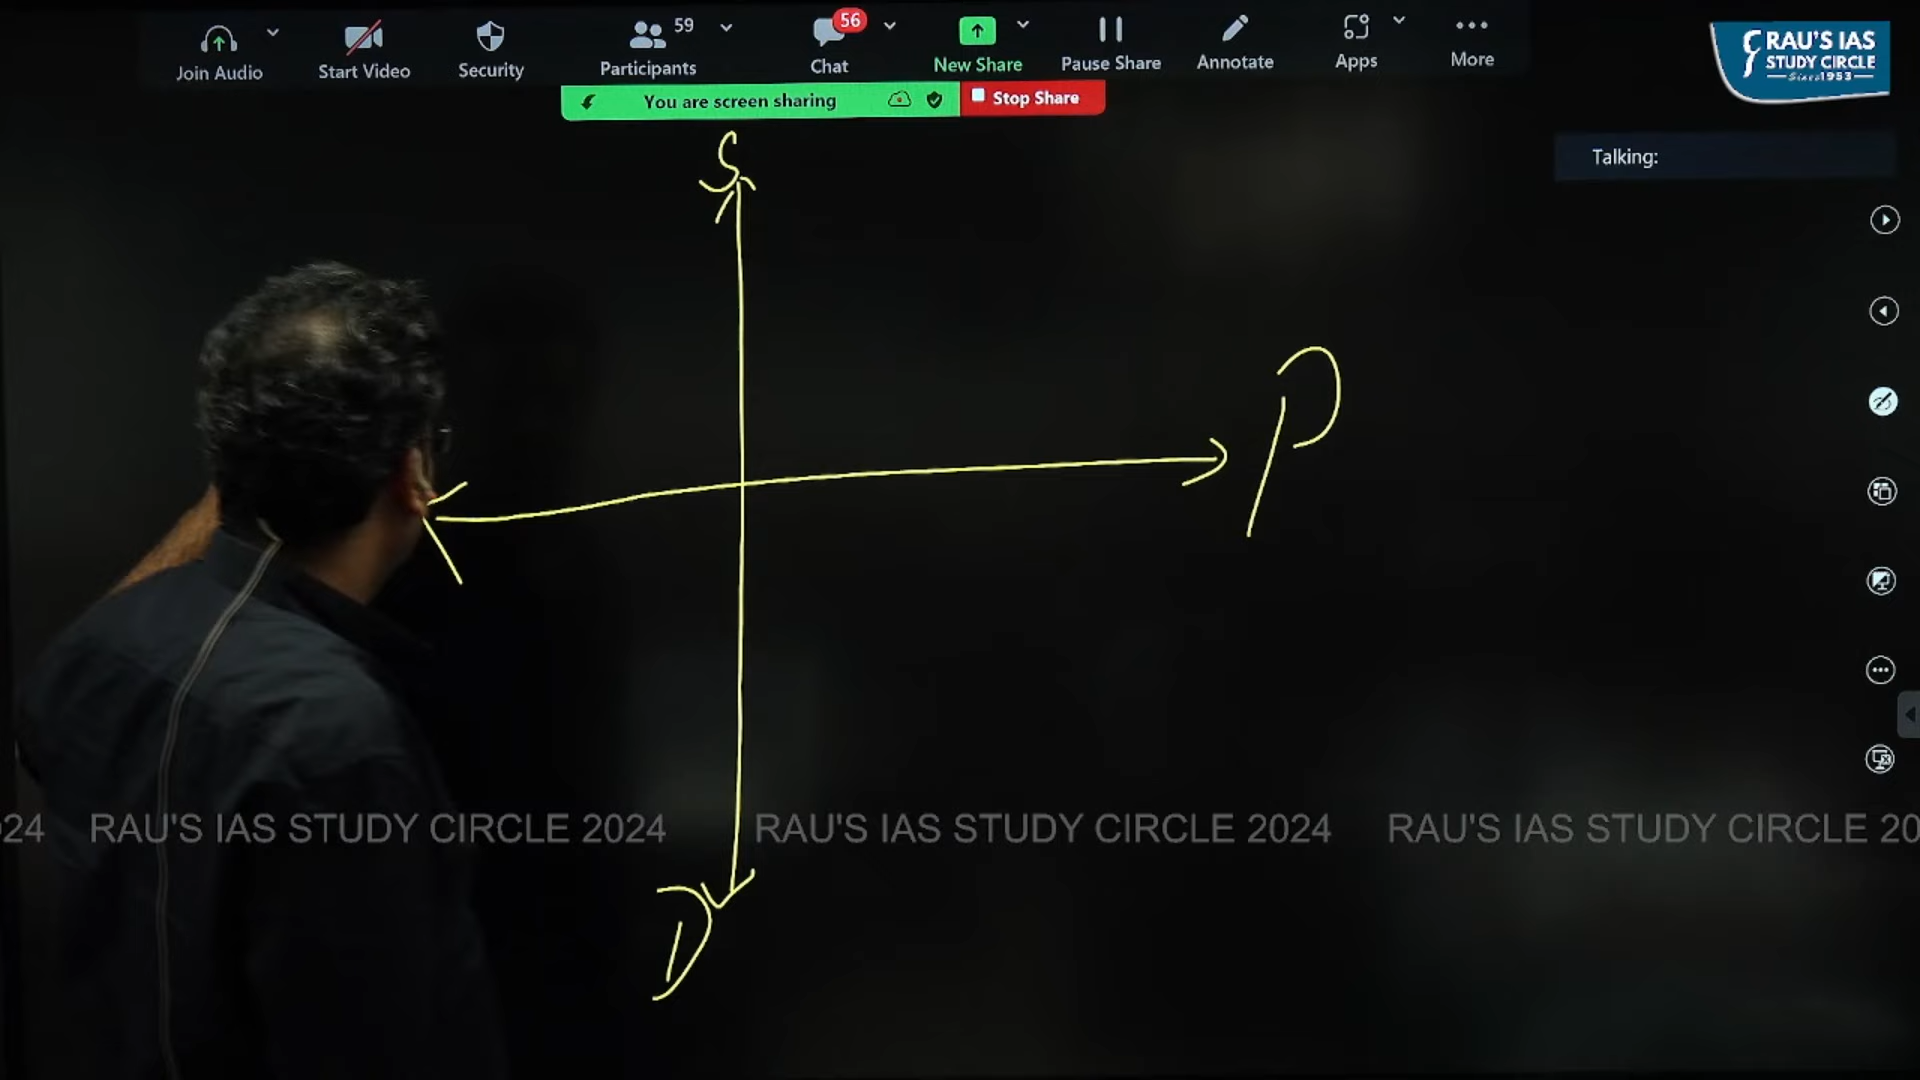 Join Audio
Start Video
Security
Participants 59
Chat 56
New Share
Pause Share
Annotate
Apps
More
You are screen sharing
Stop Share
RAU'S IAS
STUDY CIRCLE
Since 1953
Talking:
S
P
D
24 RAU'S IAS STUDY CIRCLE 2024 RAU'S IAS STUDY CIRCLE 2024 RAU'S IAS STUDY CIRCLE 20